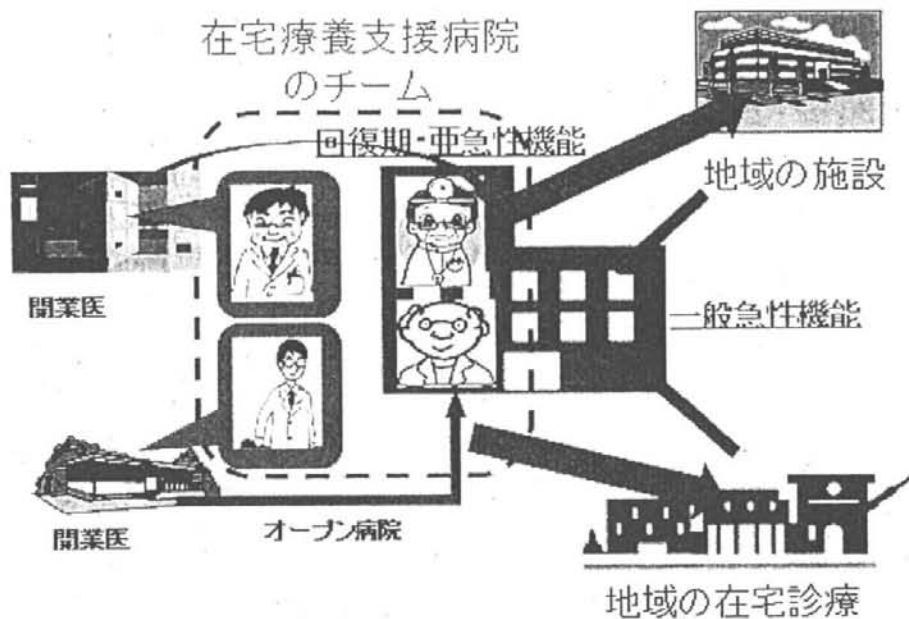 在宅療養支援病院
のチーム
回復期・亜急性機能
地域の施設
開業医
一般急性機能
開業医
オープン病院
地域の在宅診療